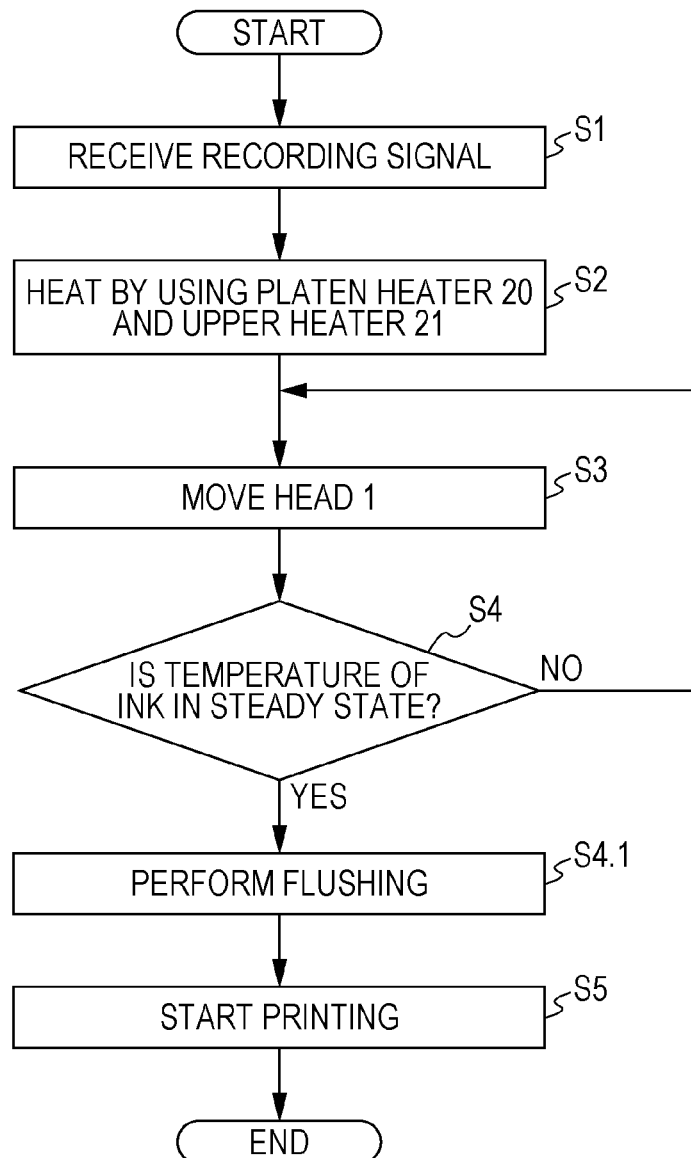 START
S1
RECEIVE RECORDING SIGNAL
S2
HEAT BY USING PLATEN HEATER 20
AND UPPER HEATER 21
S3
MOVE HEAD 1
S4
IS TEMPERATURE OF
INK IN STEADY STATE?
NO
YES
S4.1
PERFORM FLUSHING
S5
START PRINTING
END